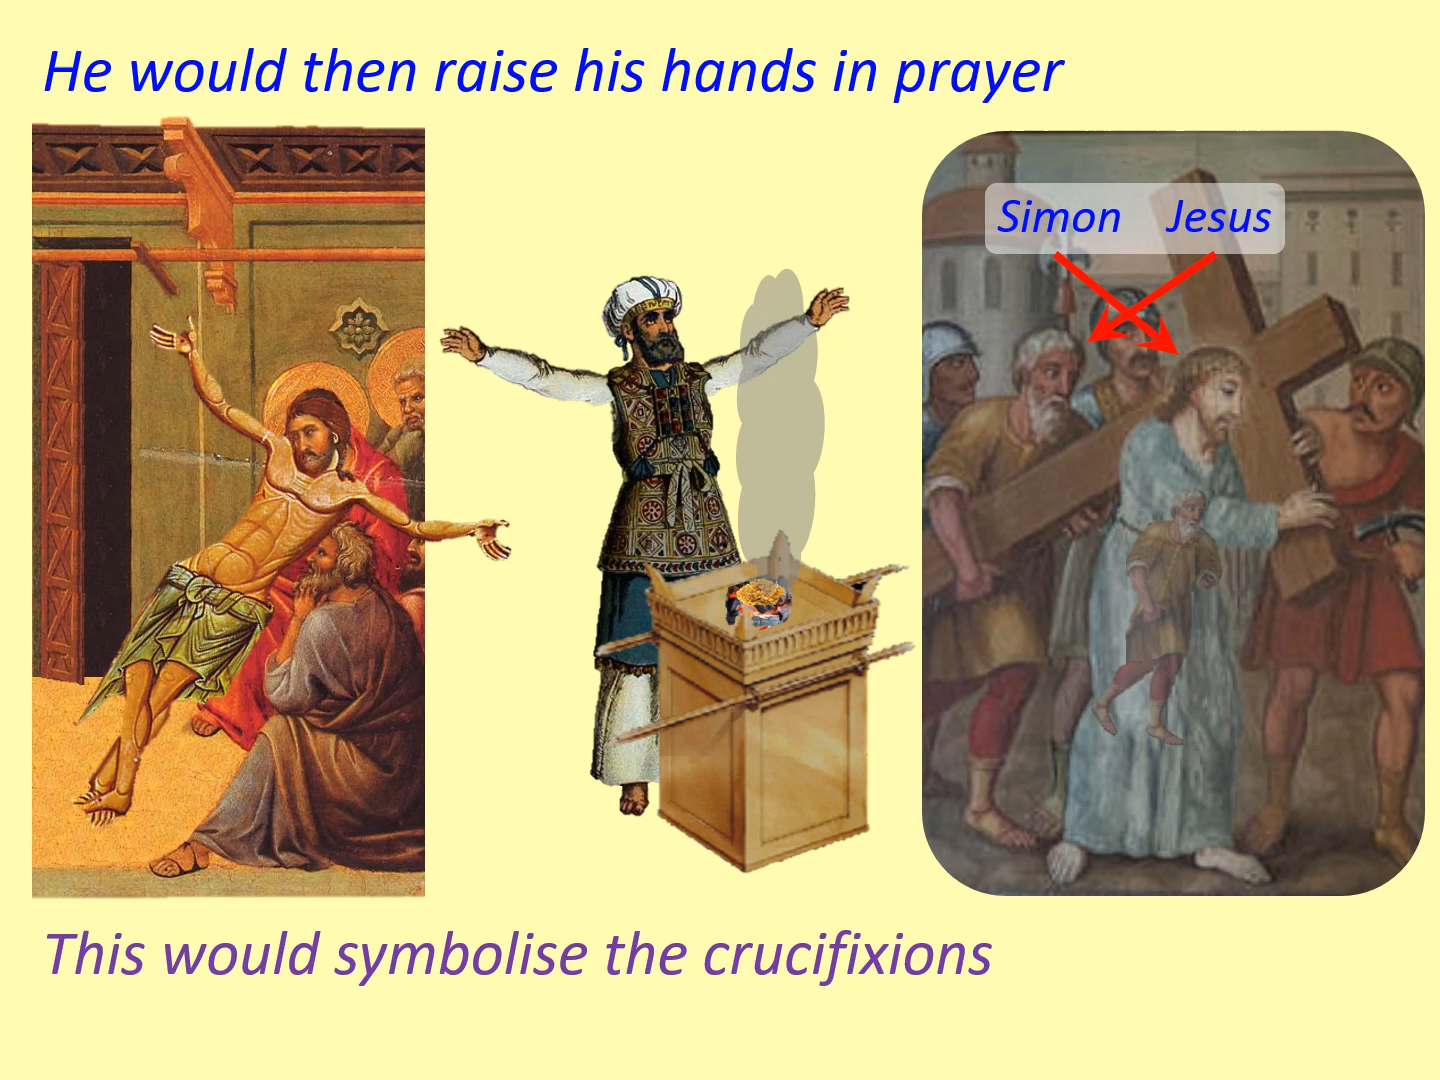 He would then raise his hands in prayer
Simon Jesus
This would symbolise the crucifixions